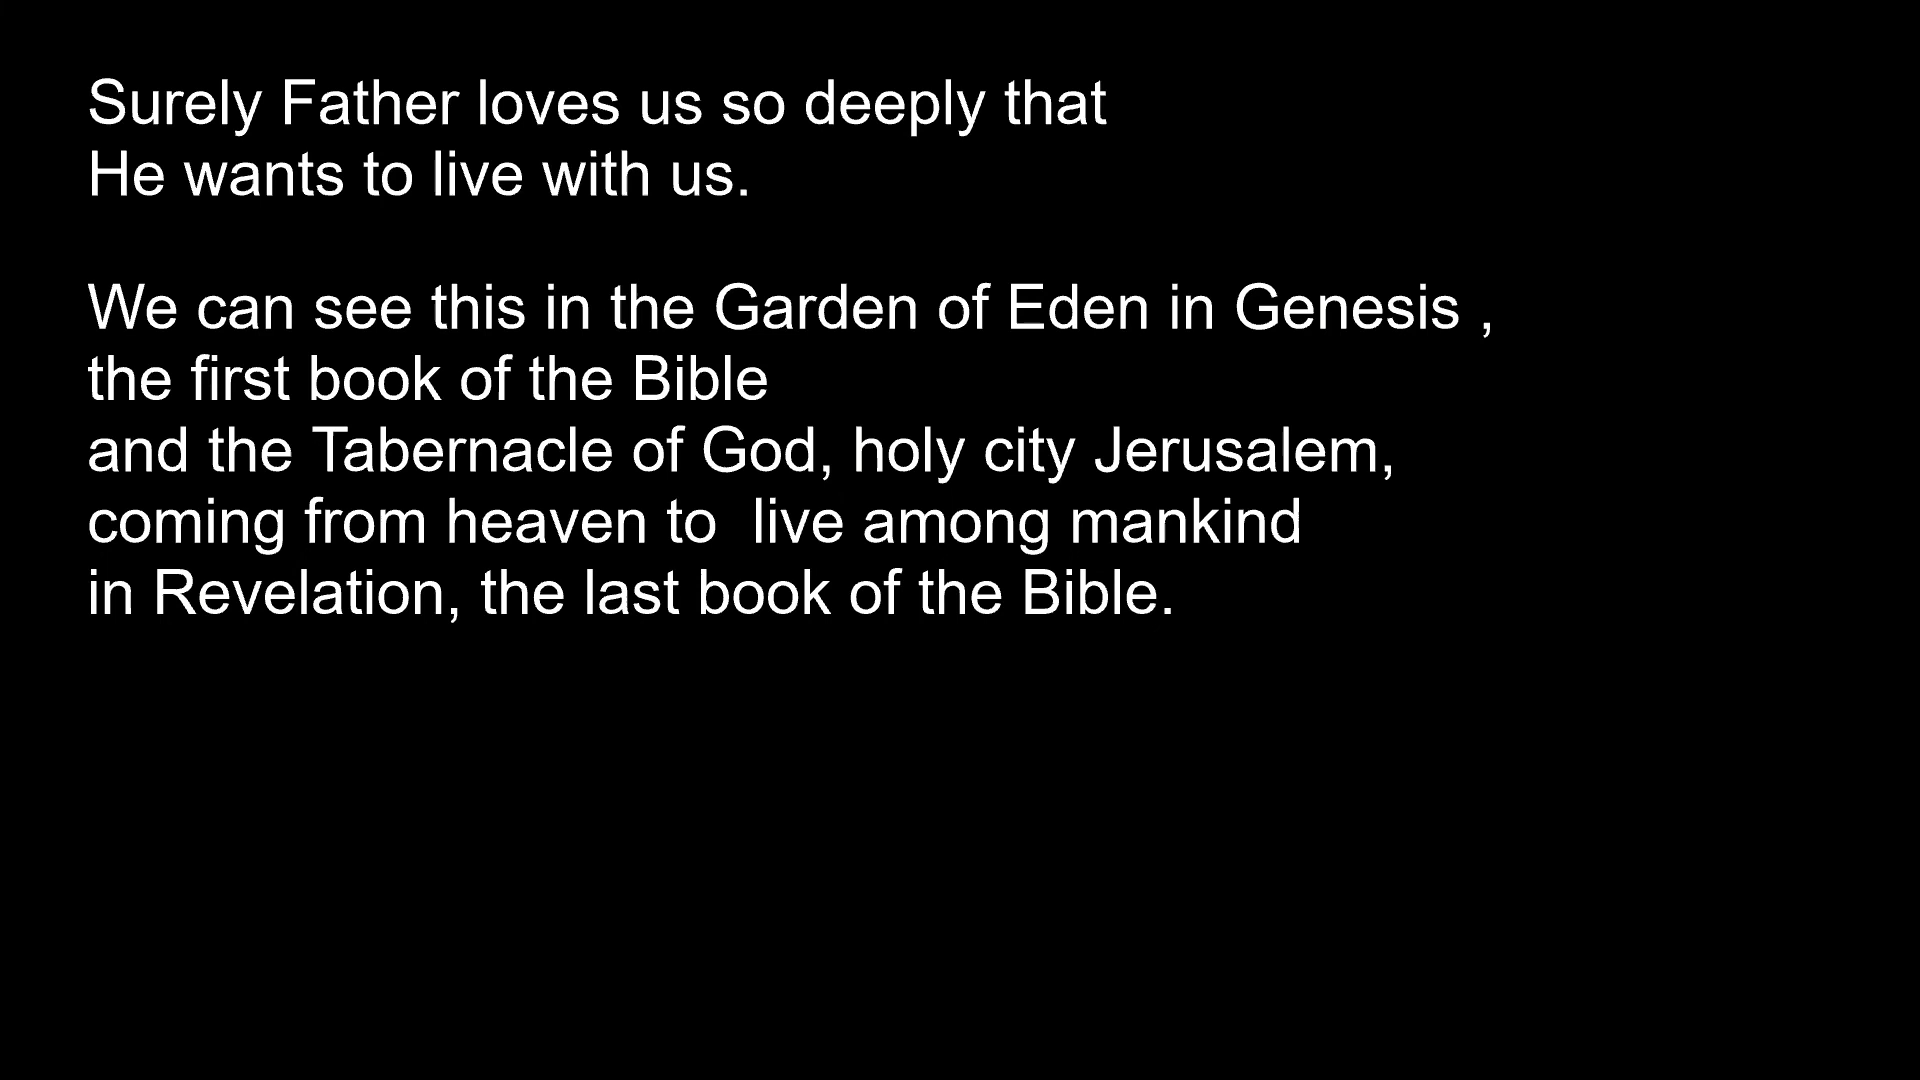 Surely Father loves us so deeply that
He wants to live with us.
We can see this in the Garden of Eden in Genesis ,
the first book of the Bible
and the Tabernacle of God, holy city Jerusalem,
coming from heaven to  live among mankind
in Revelation, the last book of the Bible.